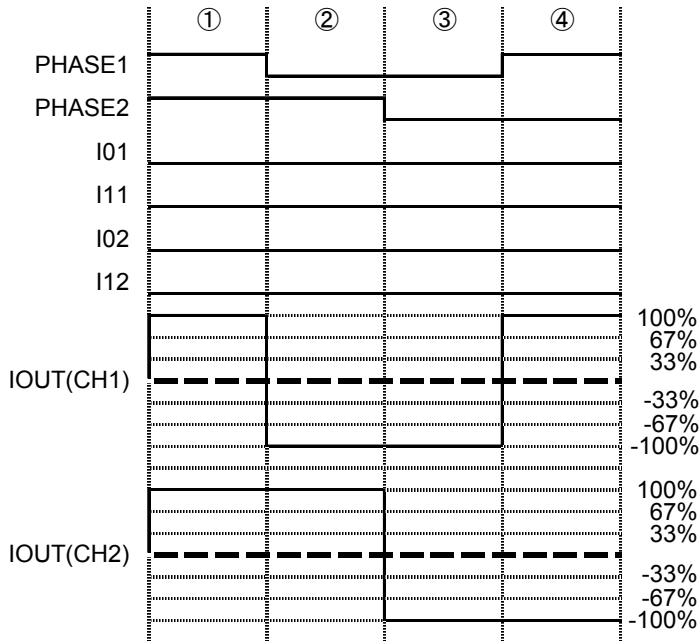 ① ② ③ ④
PHASE1
PHASE2
I01
I11
I02
I12
100%
67%
33%
IOUT(CH1)
-33%
-67%
-100%
100%
67%
33%
IOUT(CH2)
-33%
-67%
-100%